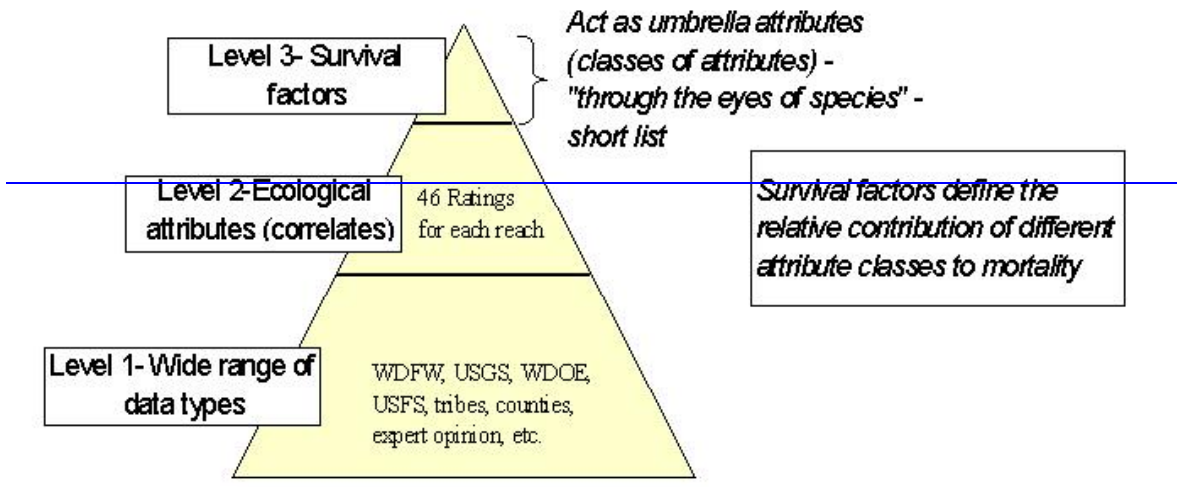 Level 3- Survival
factors
Act as umbrella attributes
(classes of attributes) -
"through the eyes of species" -
short list
Level 2-Ecological
attributes (correlates)
46 Ratings
for each reach
Survival factors define the
relative contribution of different
attribute classes to mortality
Level 1- Wide range of
data types
WDFW, USGS, WDOE,
USFS, tribes, counties,
expert opinion, etc.